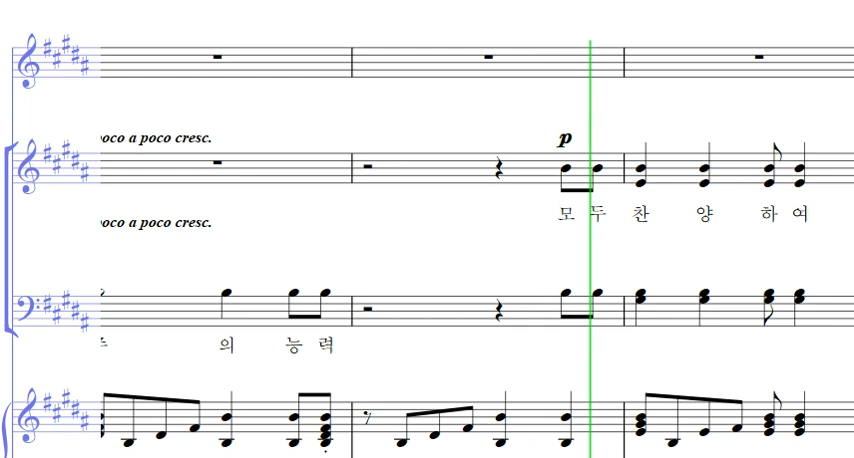 poco a poco cresc.
p
모 두 찬 양 하 여
poco a poco cresc.
의 능 력